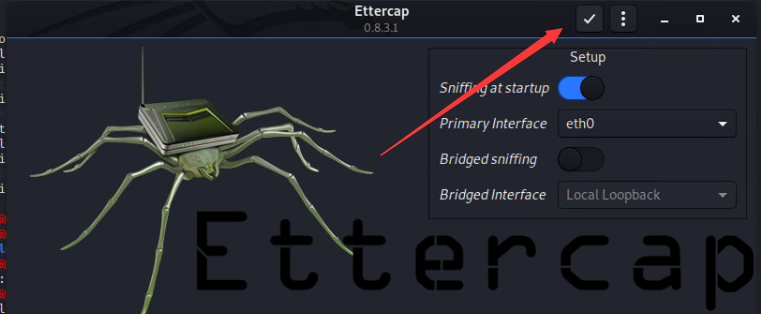 Ettercap
0.8.3.1
Setup
Sniffing at startup
Primary Interface eth0
Bridged sniffing
Bridged Interface Local Loopback
Ettercap